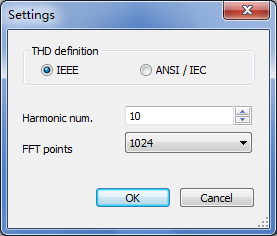 Settings
THD definition
IEEE
ANSI / IEC
Harmonic num.
10
FFT points
1024
OK
Cancel